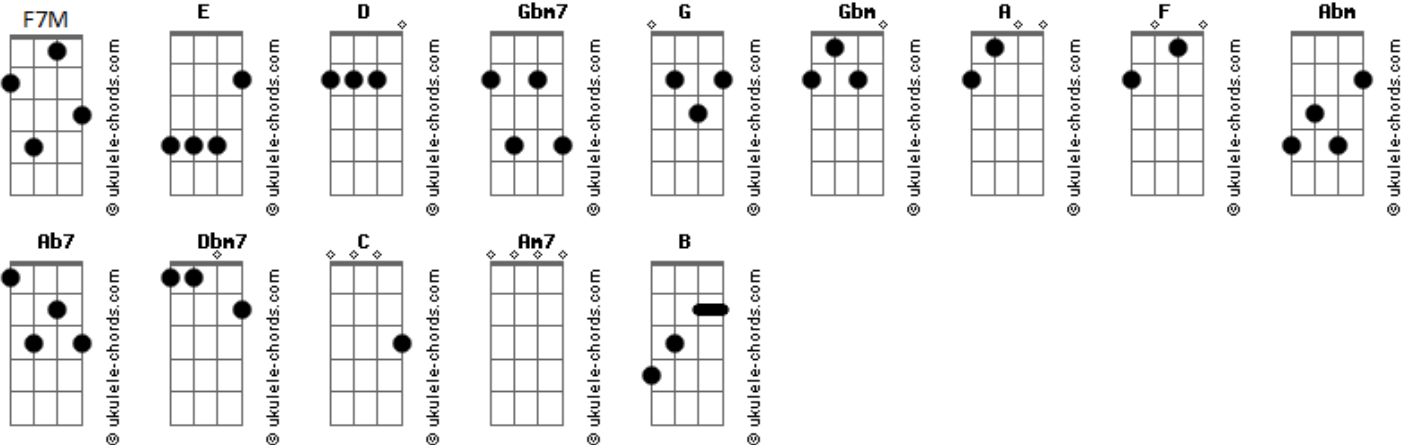 F7M E D Gbm7 G Gbm A F Abm
© ukulele-chords.com © ukulele-chords.com © ukulele-chords.com © ukulele-chords.com © ukulele-chords.com © ukulele-chords.com © ukulele-chords.com © ukulele-chords.com © ukulele-chords.com
Ab7 Dbm7 C Am7 B
© ukulele-chords.com © ukulele-chords.com © ukulele-chords.com © ukulele-chords.com © ukulele-chords.com